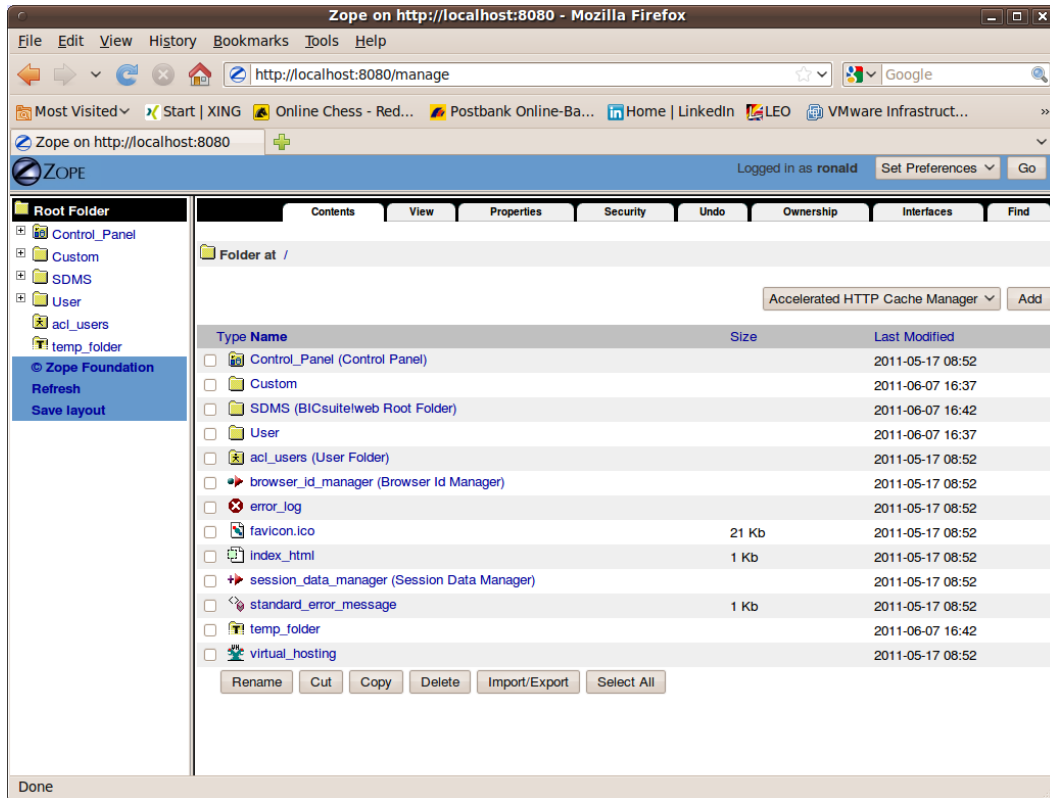 Zope on http://localhost:8080 - Mozilla Firefox
File Edit View History Bookmarks Tools Help
http://localhost:8080/manage
Google
Most Visited Start | XING Online Chess - Red... Postbank Online-Ba... Home | LinkedIn LEO VMware Infrastruct... »
Zope on http://localhost:8080
ZOPE
Logged in as ronald Set Preferences Go
Root Folder
Control_Panel
Custom
SDMS
User
acl_users
temp_folder
© Zope Foundation
Refresh
Save layout
Contents View Properties Security Undo Ownership Interfaces Find
Folder at /
Accelerated HTTP Cache Manager Add
Type Name Size Last Modified
Control_Panel (Control Panel) 2011-05-17 08:52
Custom 2011-06-07 16:37
SDMS (BICsuite!web Root Folder) 2011-06-07 16:42
User 2011-06-07 16:37
acl_users (User Folder) 2011-05-17 08:52
browser_id_manager (Browser Id Manager) 2011-05-17 08:52
error_log 2011-05-17 08:52
favicon.ico 21 Kb 2011-05-17 08:52
index_html 1 Kb 2011-05-17 08:52
session_data_manager (Session Data Manager) 2011-05-17 08:52
standard_error_message 1 Kb 2011-05-17 08:52
temp_folder 2011-06-07 16:42
virtual_hosting 2011-05-17 08:52
Rename Cut Copy Delete Import/Export Select All
Done